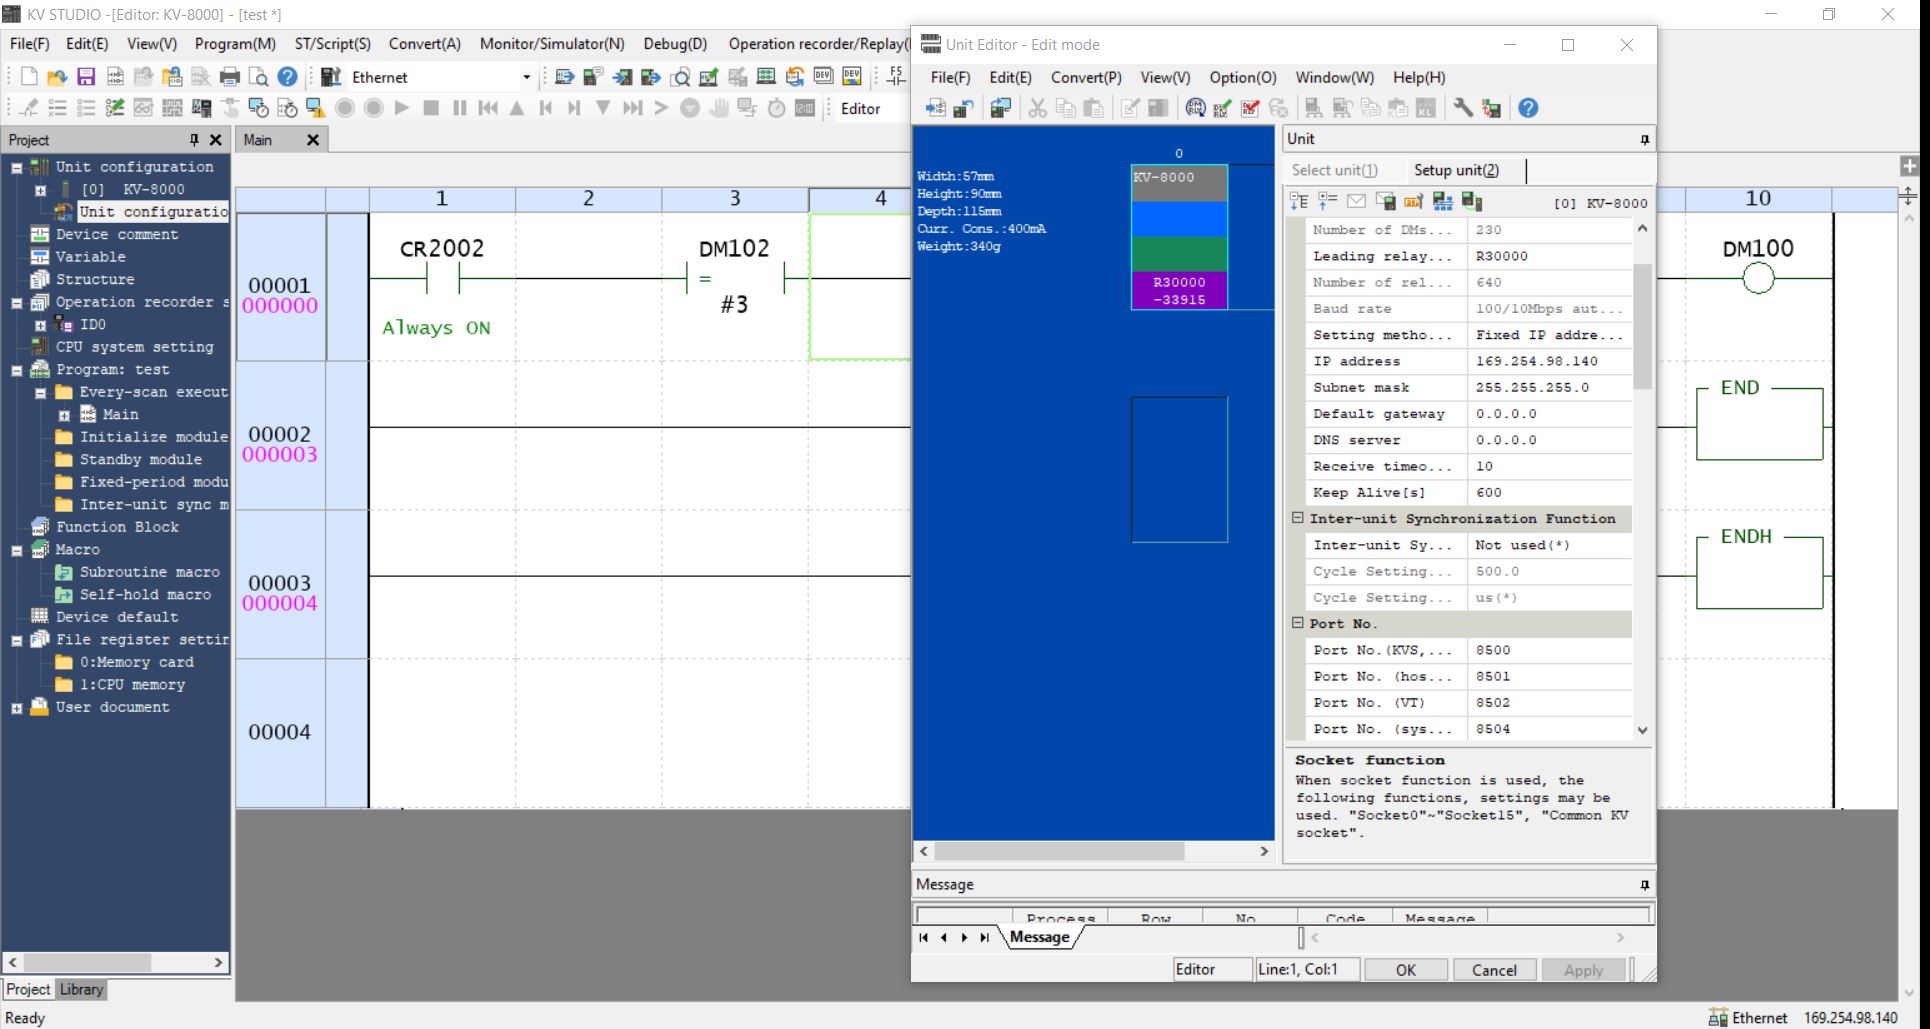 KV STUDIO -[Editor: KV-8000] - [test *]
File(F) Edit(E) View(V) Program(M) ST/Script(S) Convert(A) Monitor/Simulator(N) Debug(D) Operation recorder/Replay(
Ethernet
Editor
Project
Main
Unit configuration
[0] KV-8000
Unit configuratio
Device comment
Variable
Structure
Operation recorder s
ID0
CPU system setting
Program: test
Every-scan execut
Main
Initialize module
Standby module
Fixed-period modu
Inter-unit sync m
Function Block
Macro
Subroutine macro
Self-hold macro
Device default
File register settin
0:Memory card
1:CPU memory
User document
Project
Library
1 2 3 4 10
00001
000000
CR2002
Always ON
DM102
=
#3
DM100
00002
000003
END
00003
000004
ENDH
00004
Unit Editor - Edit mode
File(F) Edit(E) Convert(P) View(V) Option(O) Window(W) Help(H)
Width:57mm
Height:90mm
Depth:115mm
Curr. Cons.:400mA
Weight:340g
0
KV-8000
R30000
-33915
Unit
Select unit(1)
Setup unit(2)
[0] KV-8000
Number of DMs... 230
Leading relay... R30000
Number of rel... 640
Baud rate 100/10Mbps aut...
Setting metho... Fixed IP addre...
IP address 169.254.98.140
Subnet mask 255.255.255.0
Default gateway 0.0.0.0
DNS server 0.0.0.0
Receive timeo... 10
Keep Alive[s] 600
Inter-unit Synchronization Function
Inter-unit Sy... Not used(*)
Cycle Setting... 500.0
Cycle Setting... us(*)
Port No.
Port No.(KVS,... 8500
Port No. (hos... 8501
Port No. (VT) 8502
Port No. (sys... 8504
Socket function
When socket function is used, the
following functions, settings may be
used. "Socket0"~"Socket15", "Common KV
socket".
Message
Process Row No. Code Message
Message
Editor
Line:1, Col:1
OK
Cancel
Apply
Ready
Ethernet 169.254.98.140